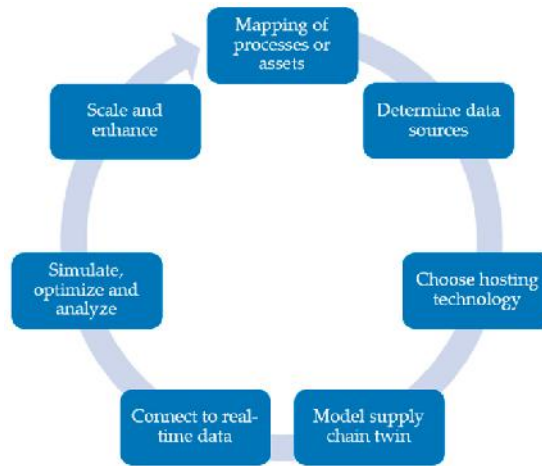 Mapping of
processes or
assets
Determine data
sources
Choose hosting
technology
Model supply
chain twin
Connect to real-
time data
Simulate,
optimize and
analyze
Scale and
enhance